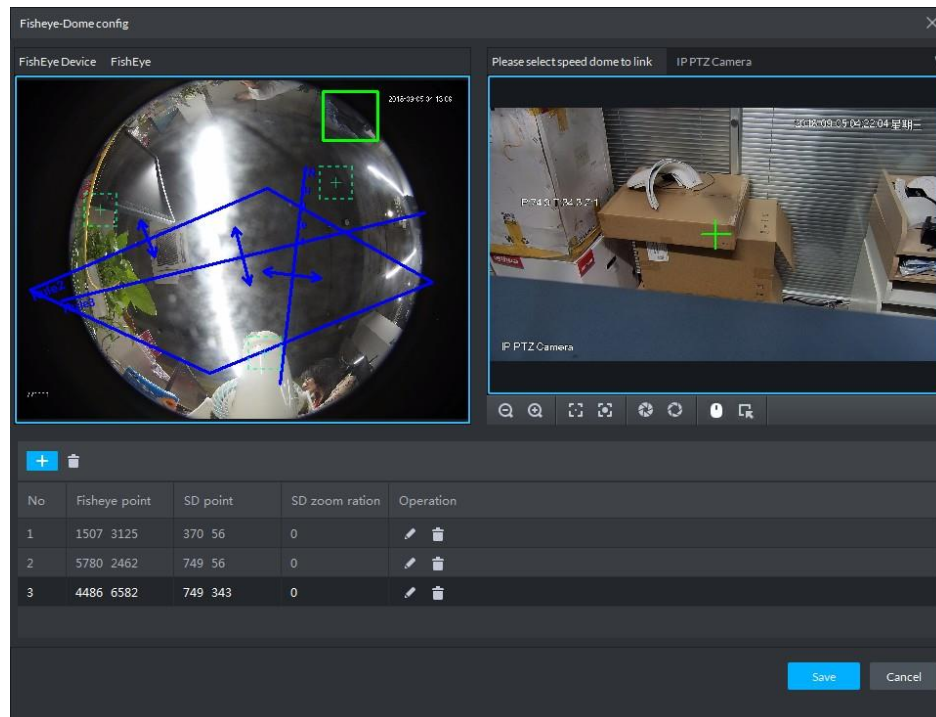 Fisheye-Dome config
FishEye Device FishEye
Please select speed dome to link IP PTZ Camera
IP PTZ Camera
No Fisheye point SD point SD zoom ration Operation
1 1507 3125 370 56 0
2 5780 2462 749 56 0
3 4486 6582 749 343 0
Save Cancel